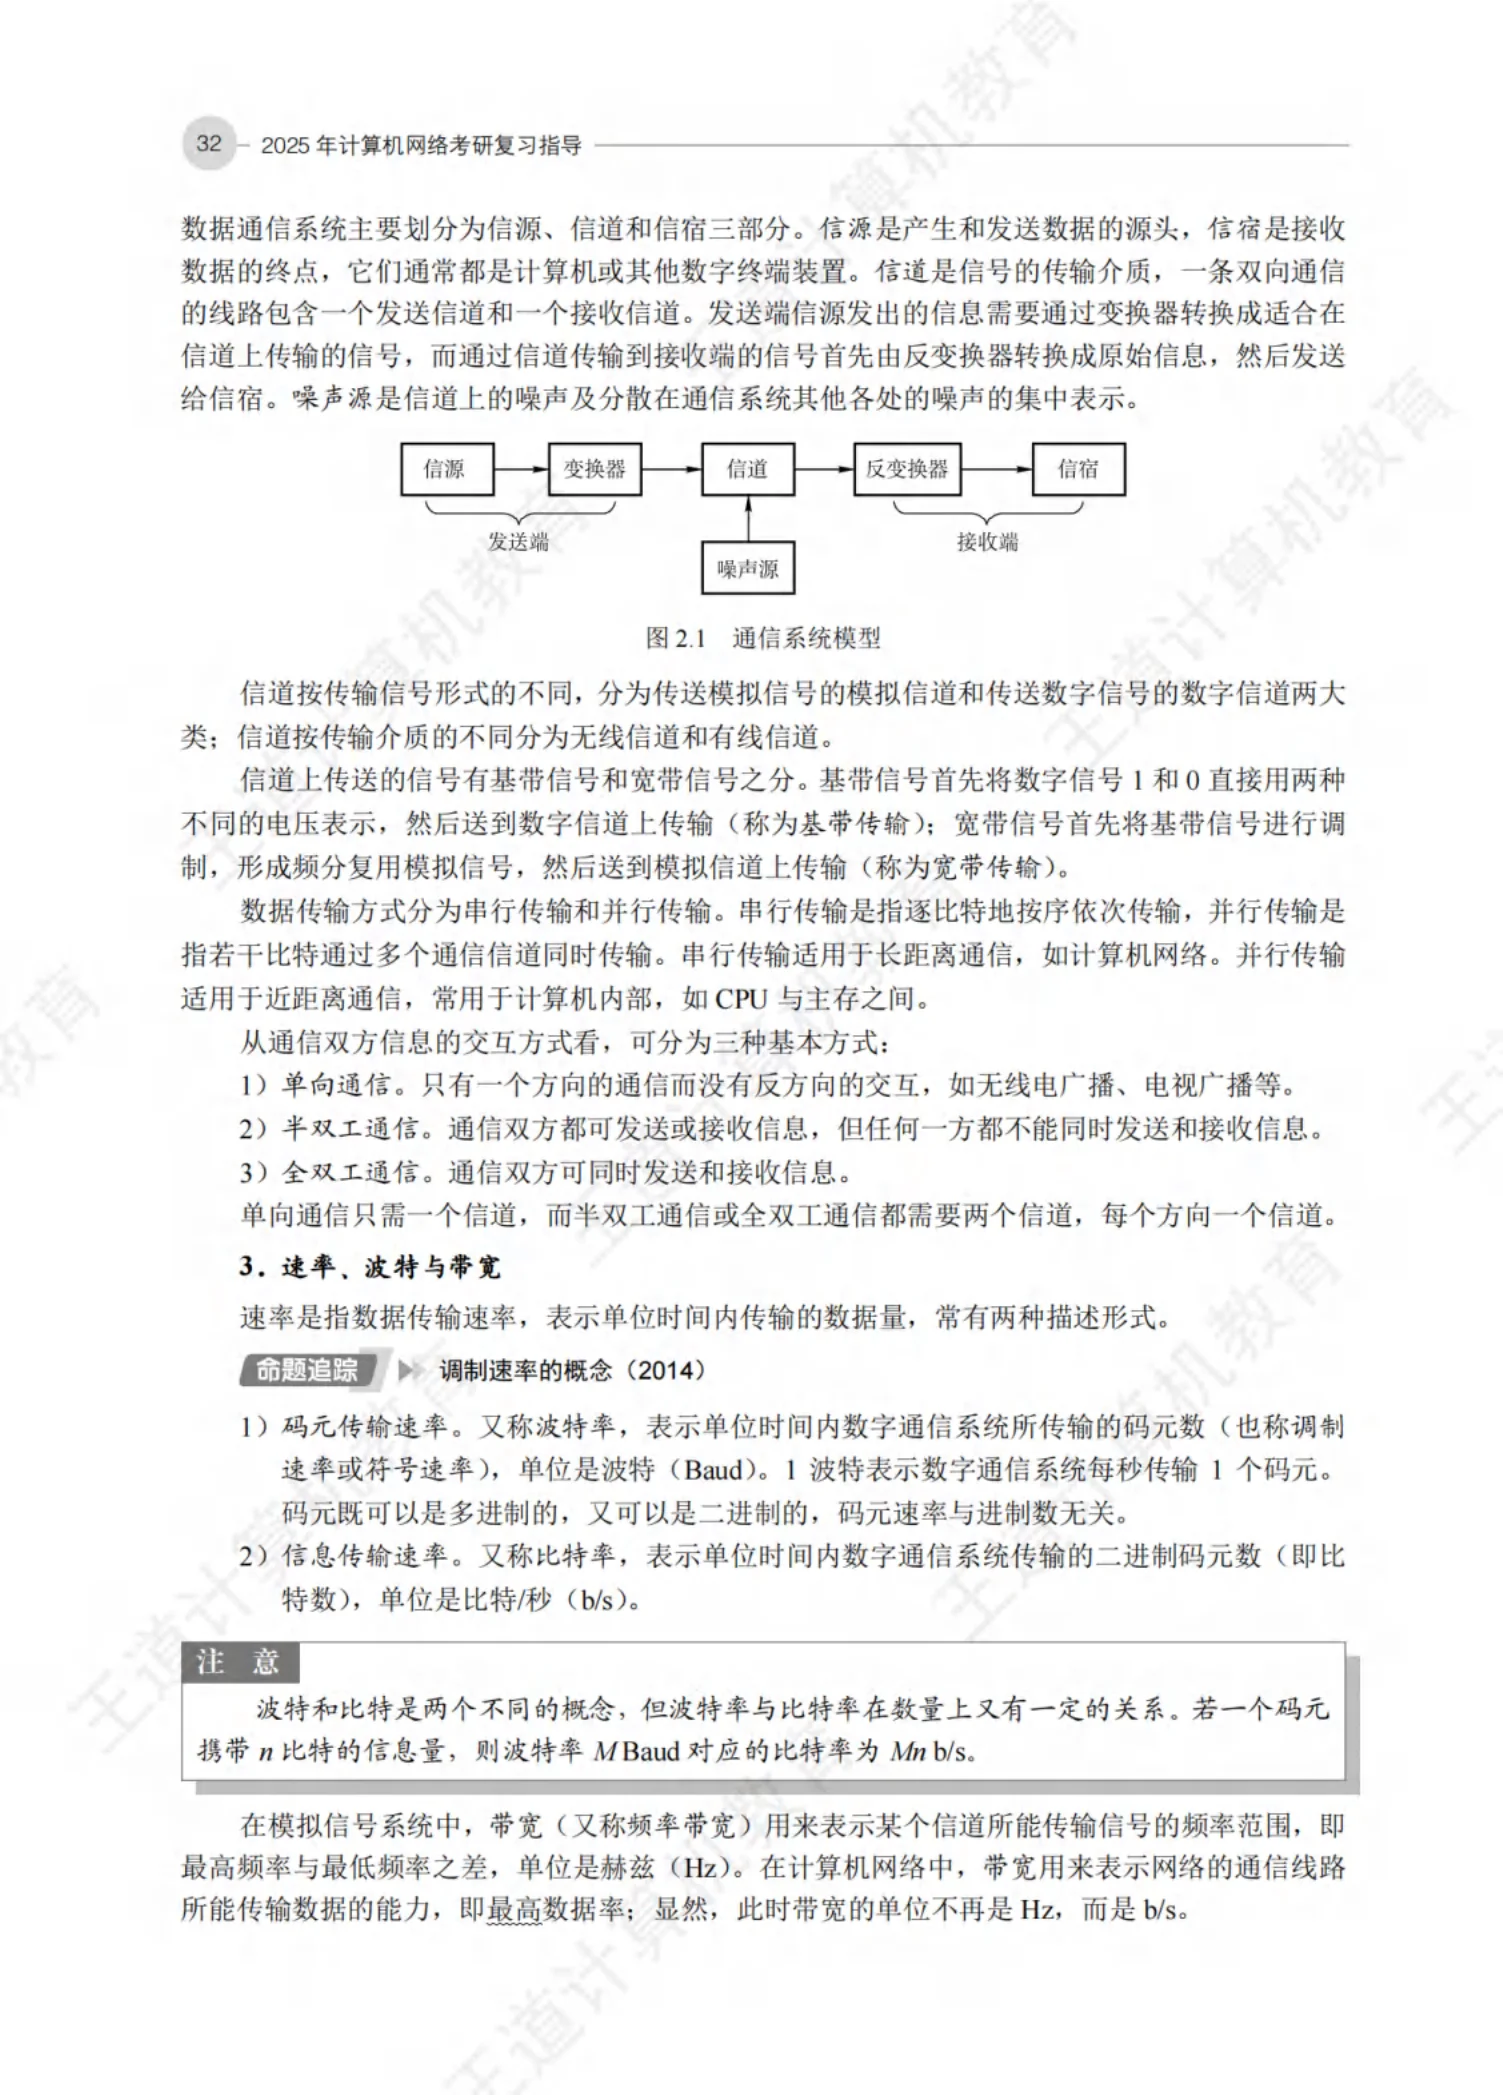 32
2025 年计算机网络考研复习指导
数据通信系统主要划分为信源、信道和信宿三部分。信源是产生和发送数据的源头，信宿是接收
数据的终点，它们通常都是计算机或其他数字终端装置。信道是信号的传输介质，一条双向通信
的线路包含一个发送信道和一个接收信道。发送端信源发出的信息需要通过变换器转换成适合在
信道上传输的信号，而通过信道传输到接收端的信号首先由反变换器转换成原始信息，然后发送
给信宿。噪声源是信道上的噪声及分散在通信系统其他各处的噪声的集中表示。
信源 变换器 信道 反变换器 信宿
发送端 接收端
噪声源
图 2.1 通信系统模型
信道按传输信号形式的不同，分为传送模拟信号的模拟信道和传送数字信号的数字信道两大
类；信道按传输介质的不同分为无线信道和有线信道。
信道上传送的信号有基带信号和宽带信号之分。基带信号首先将数字信号 1 和 0 直接用两种
不同的电压表示，然后送到数字信道上传输（称为基带传输）；宽带信号首先将基带信号进行调
制，形成频分复用模拟信号，然后送到模拟信道上传输（称为宽带传输）。
数据传输方式分为串行传输和并行传输。串行传输是指逐比特地按序依次传输，并行传输是
指若干比特通过多个通信信道同时传输。串行传输适用于长距离通信，如计算机网络。并行传输
适用于近距离通信，常用于计算机内部，如 CPU 与主存之间。
从通信双方信息的交互方式看，可分为三种基本方式：
1）单向通信。只有一个方向的通信而没有反方向的交互，如无线电广播、电视广播等。
2）半双工通信。通信双方都可发送或接收信息，但任何一方都不能同时发送和接收信息。
3）全双工通信。通信双方可同时发送和接收信息。
单向通信只需一个信道，而半双工通信或全双工通信都需要两个信道，每个方向一个信道。
3．速率、波特与带宽
速率是指数据传输速率，表示单位时间内传输的数据量，常有两种描述形式。
命题追踪 调制速率的概念（2014）
1）码元传输速率。又称波特率，表示单位时间内数字通信系统所传输的码元数（也称调制
速率或符号速率），单位是波特（Baud）。1 波特表示数字通信系统每秒传输 1 个码元。
码元既可以是多进制的，又可以是二进制的，码元速率与进制数无关。
2）信息传输速率。又称比特率，表示单位时间内数字通信系统传输的二进制码元数（即比
特数），单位是比特/秒（b/s）。
注 意
波特和比特是两个不同的概念，但波特率与比特率在数量上又有一定的关系。若一个码元
携带 n 比特的信息量，则波特率 M Baud 对应的比特率为 Mn b/s。
在模拟信号系统中，带宽（又称频率带宽）用来表示某个信道所能传输信号的频率范围，即
最高频率与最低频率之差，单位是赫兹（Hz）。在计算机网络中，带宽用来表示网络的通信线路
所能传输数据的能力，即最高数据率；显然，此时带宽的单位不再是 Hz，而是 b/s。
王道计算机教育
王道计算机教育
王道计算机教育
王道计算机教育
王道计算机教育
王道计算机教育
王道计算机教育